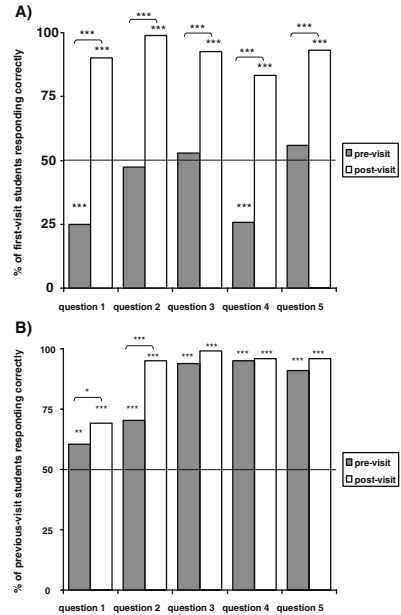 A)
% of first-visit students responding correctly
100
75
50
25
0
***
***
***
***
***
***
***
***
***
***
***
***
question 1
question 2
question 3
question 4
question 5
pre-visit
post-visit
B)
% of previous-visit students responding correctly
100
75
50
25
0
*
**
***
***
***
***
***
***
***
***
***
***
question 1
question 2
question 3
question 4
question 5
pre-visit
post-visit